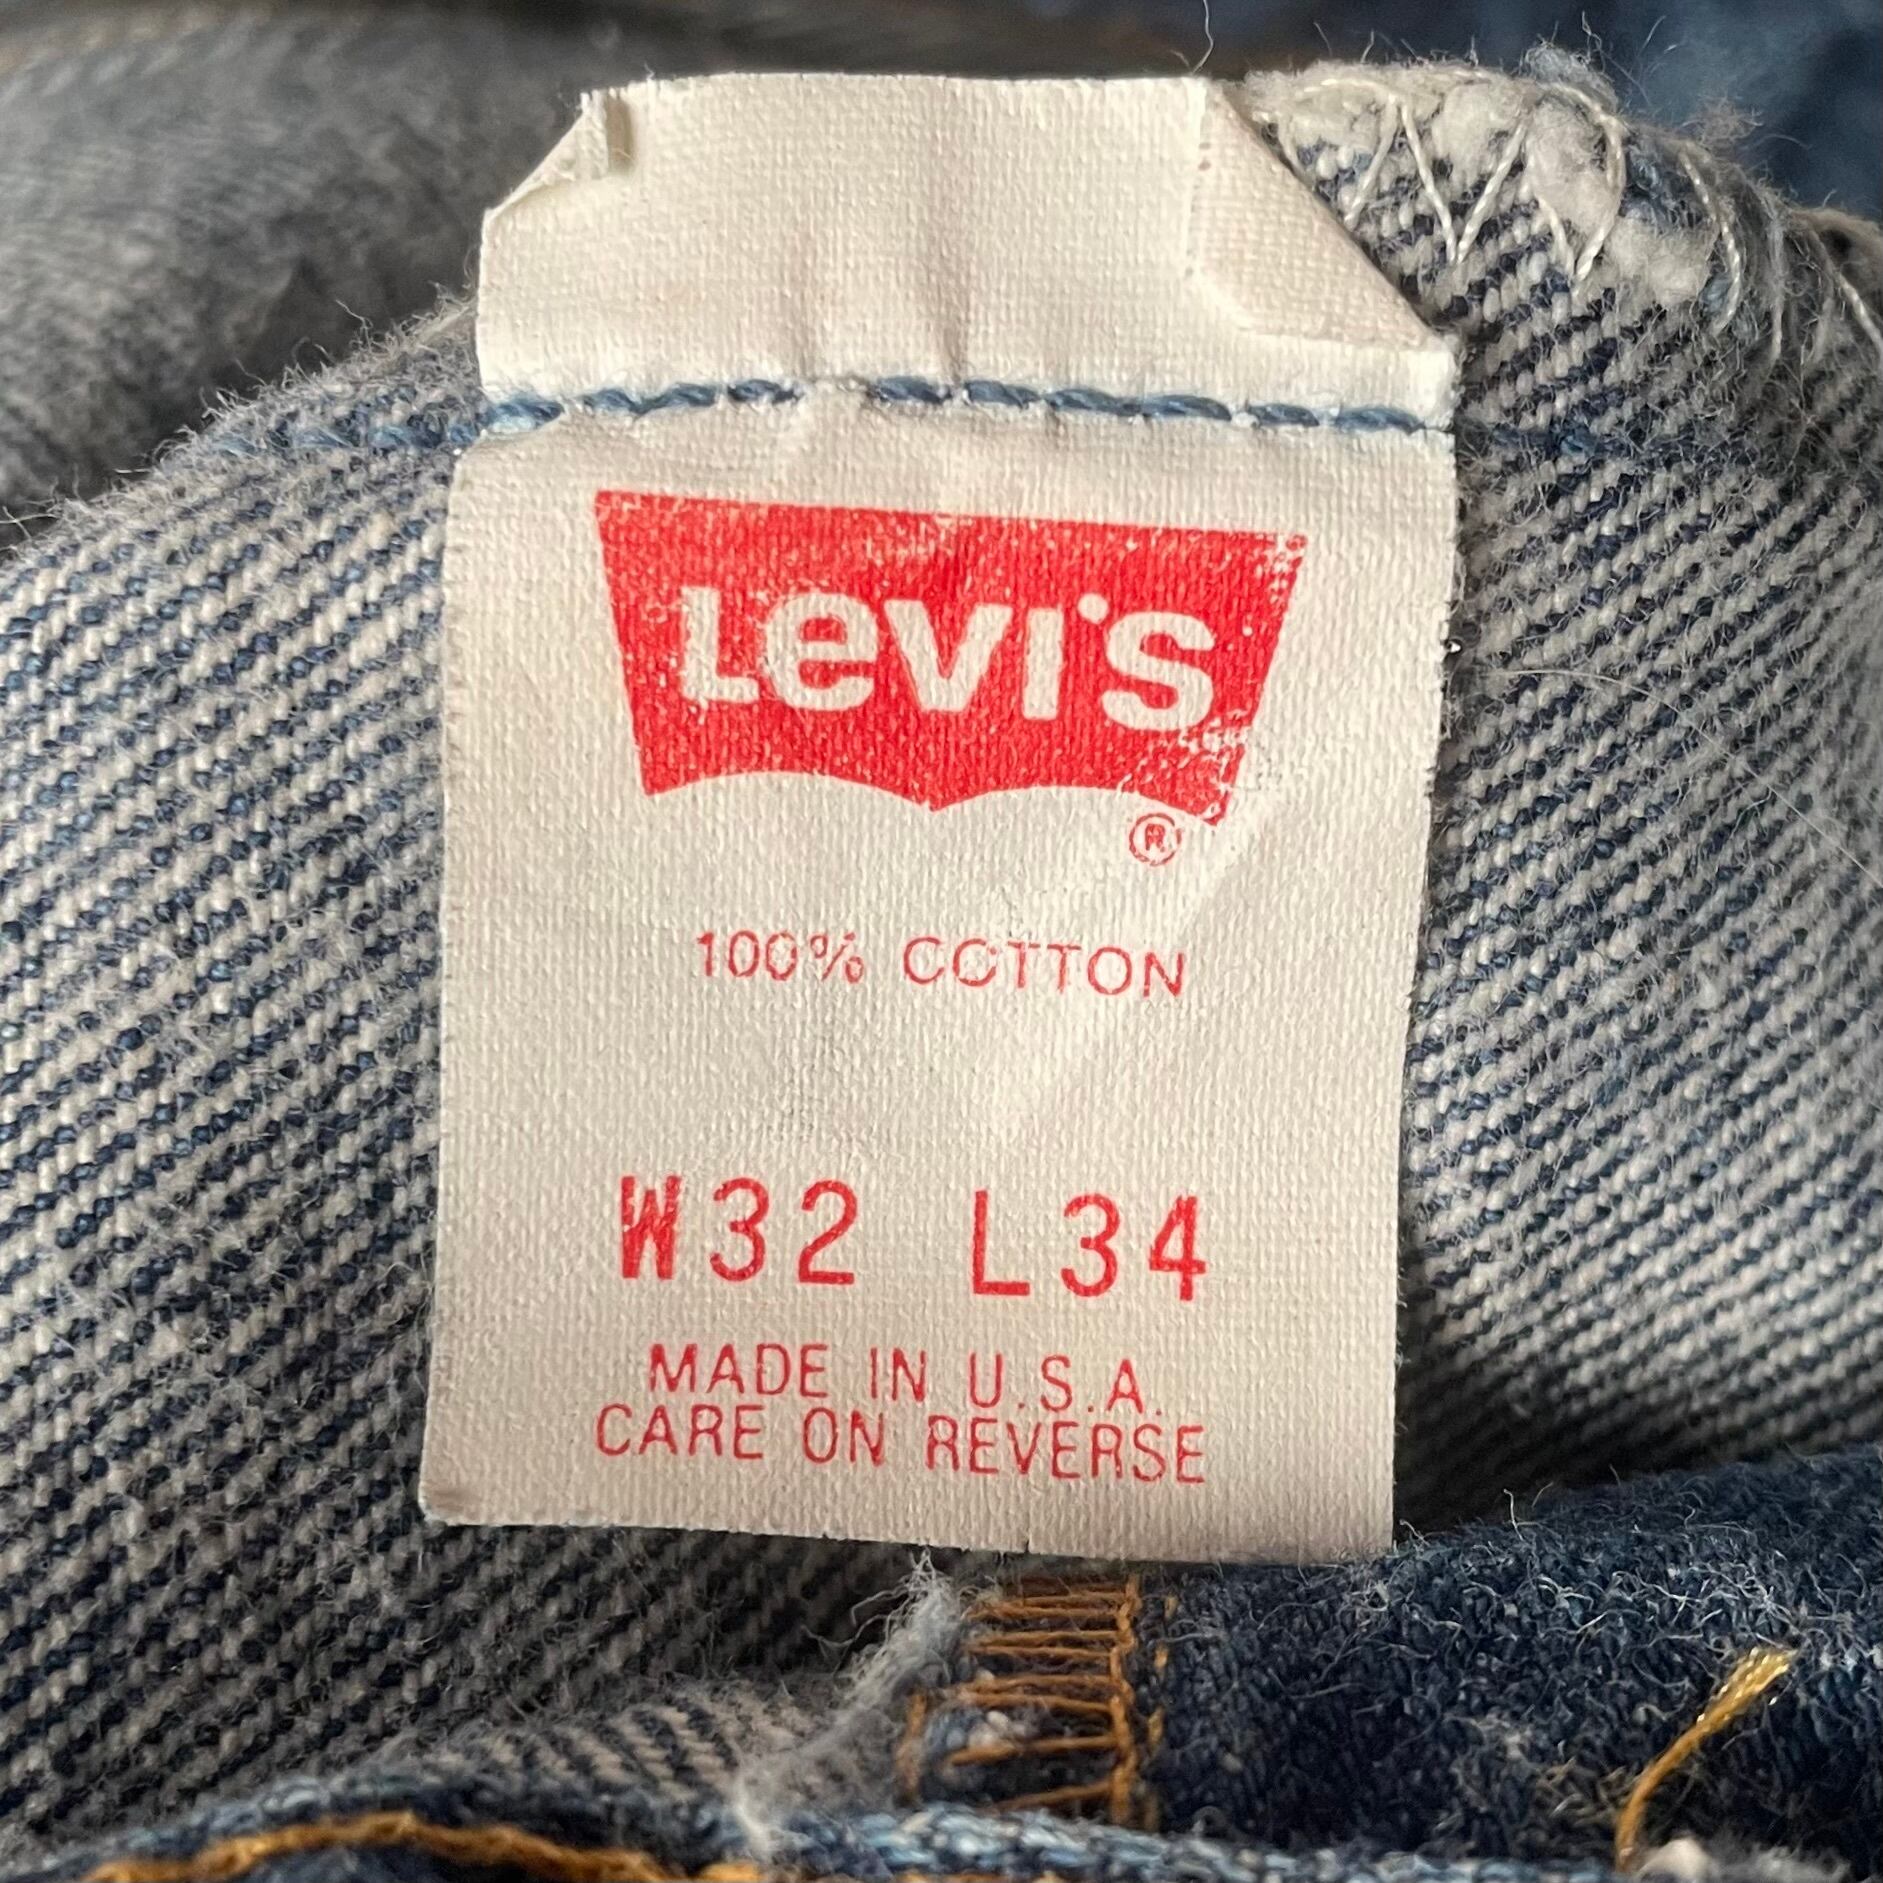 Levi's
®
100% COTTON
W32 L34
MADE IN U.S.A.
CARE ON REVERSE